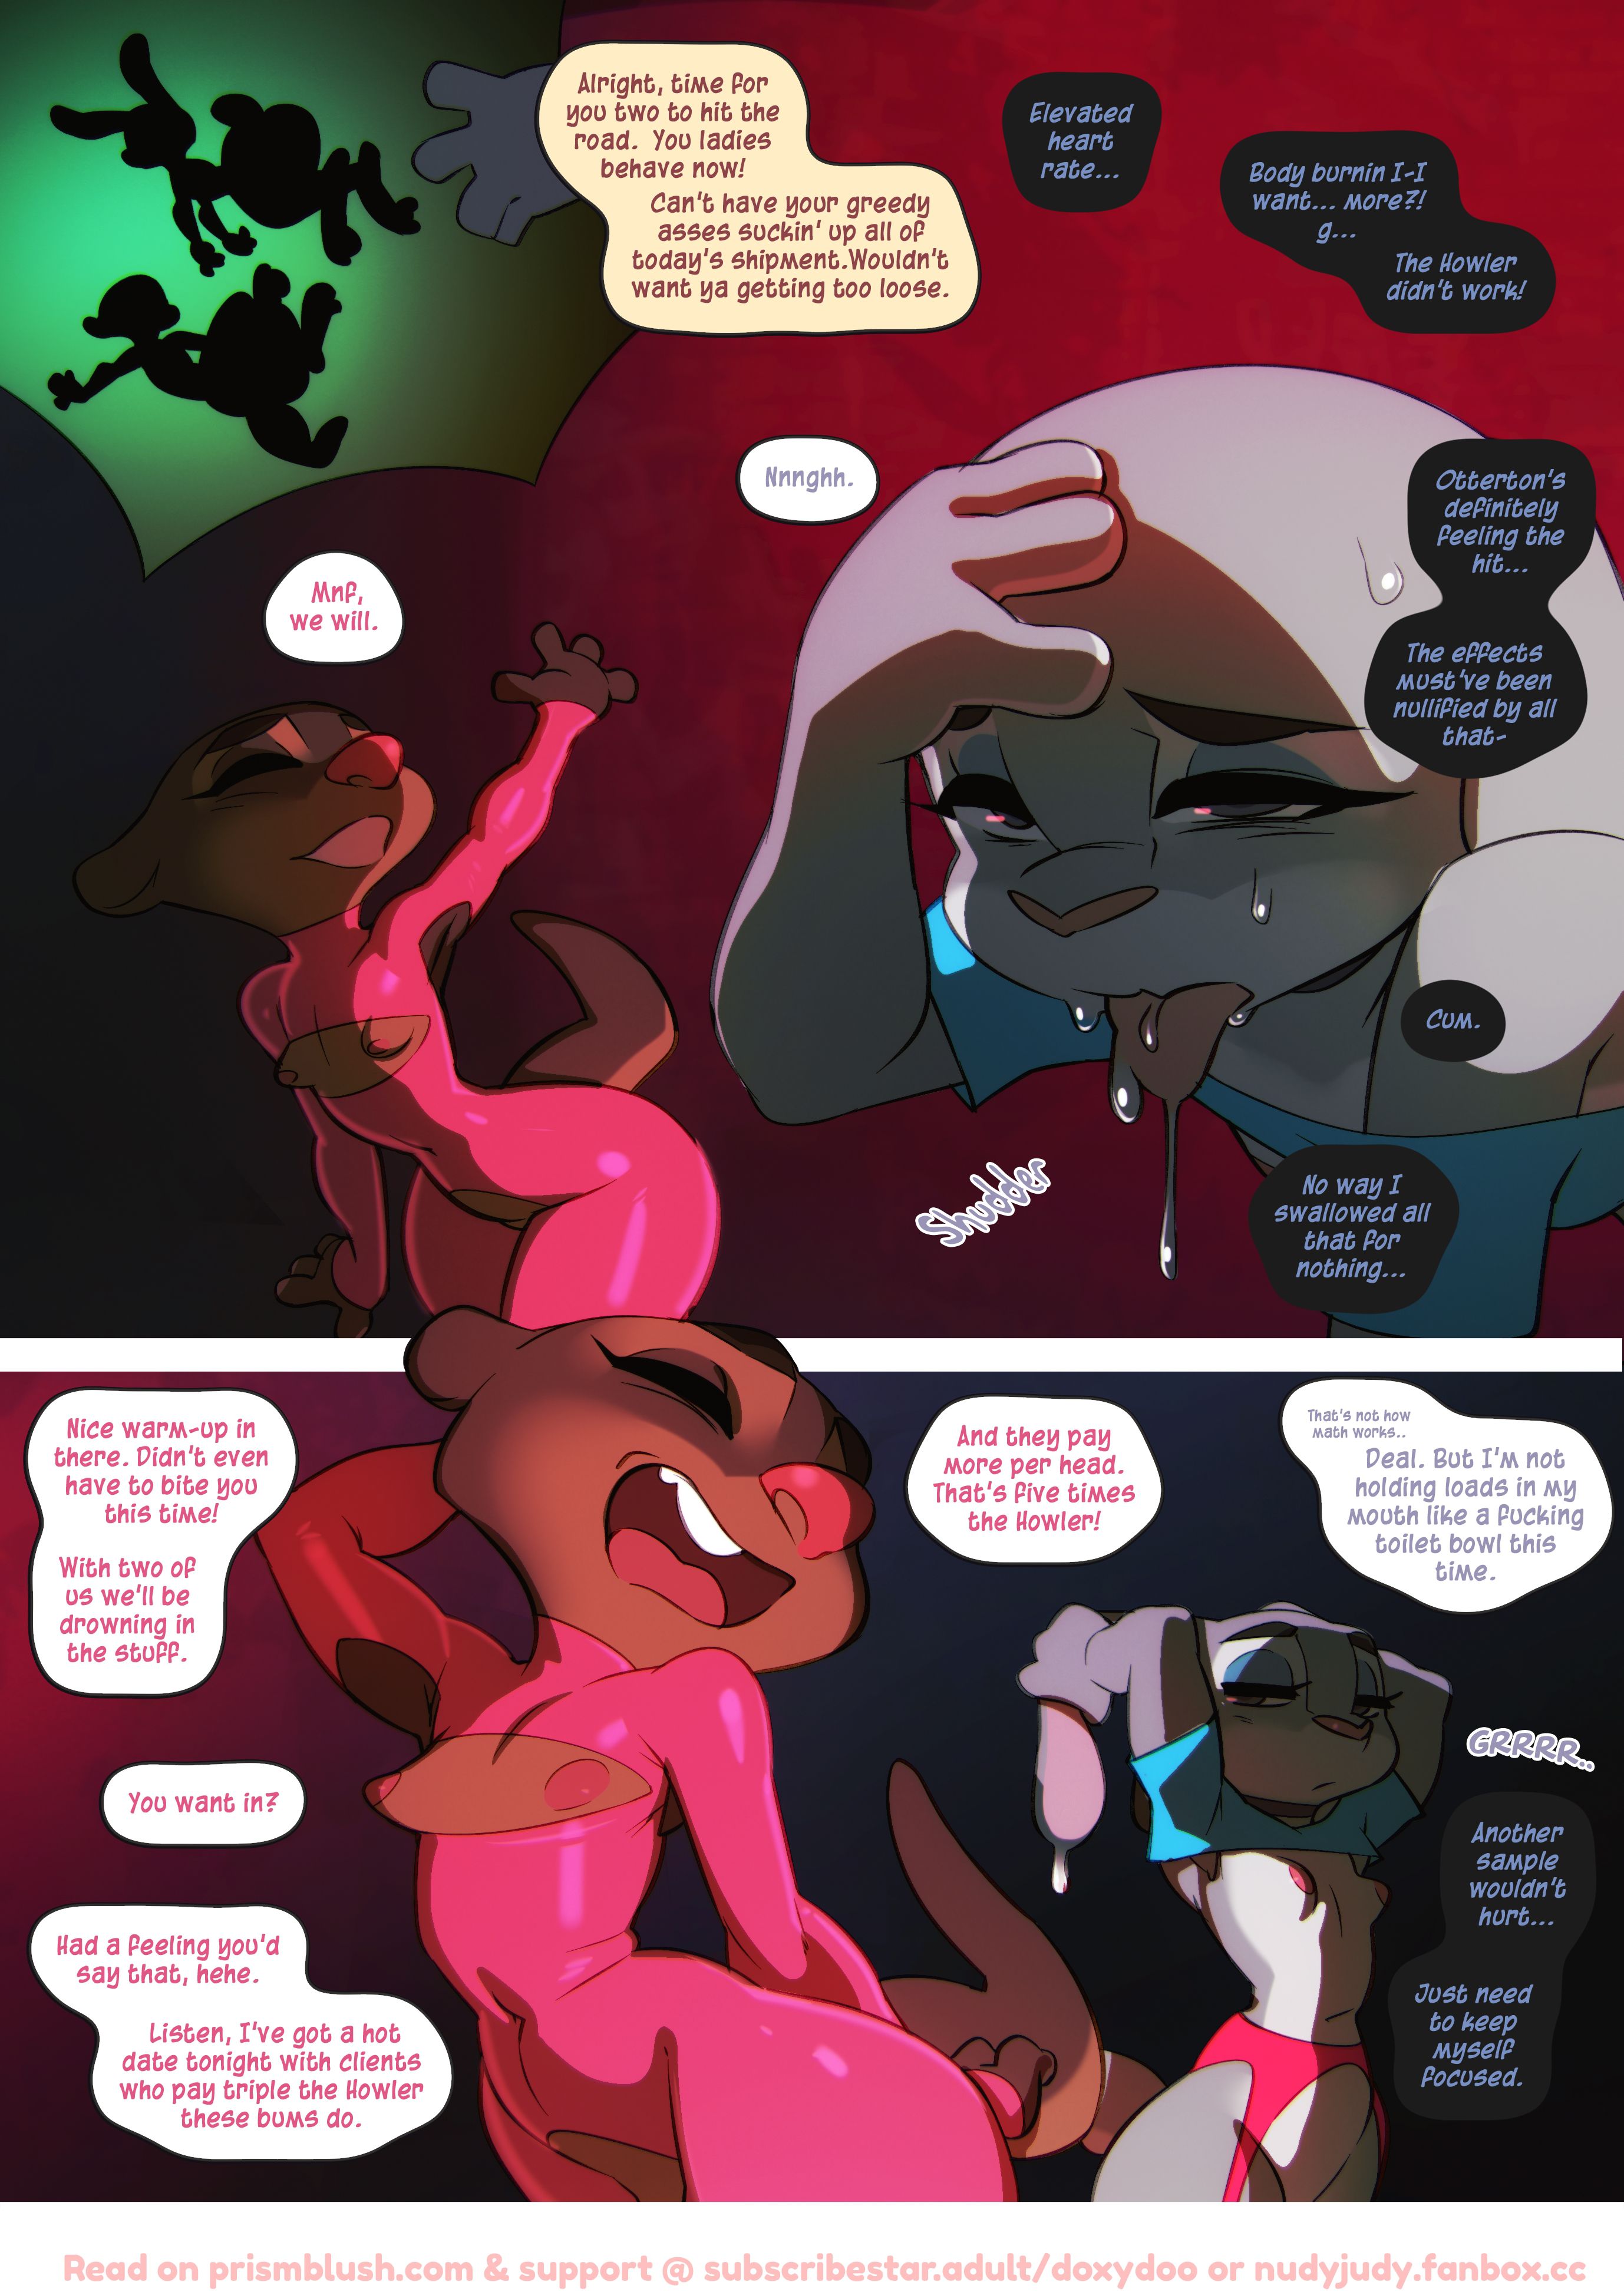 Alright, time for
you two to hit the
road. You ladies
behave now!
Can't have your greedy
asses suckin' up all of
today's shipment.Wouldn't
want ya getting too loose.
Elevated
heart
rate...
Body burnin I-I
want... more?!
g...
The Howler
didn't work!
Nnnghh.
Otterton's
definitely
feeling the
hit...
Mnf,
we will.
The effects
must've been
nullified by all
that-
Cum.
Shudder
No way I
swallowed all
that for
nothing...
Nice warm-up in
there. Didn't even
have to bite you
this time!
With two of
us we'll be
drowning in
the stuff.
You want in?
Had a feeling you'd
say that, hehe.
Listen, I've got a hot
date tonight with clients
who pay triple the Howler
these bums do.
And they pay
more per head.
That's five times
the Howler!
That's not how
math works..
Deal. But I'm not
holding loads in my
mouth like a fucking
toilet bowl this
time.
GRRRR..
Another
sample
wouldn't
hurt...
Just need
to keep
myself
focused.
Read on prismblush.com & support @ subscribestar.adult/doxydoo or nudyjudy.fanbox.cc